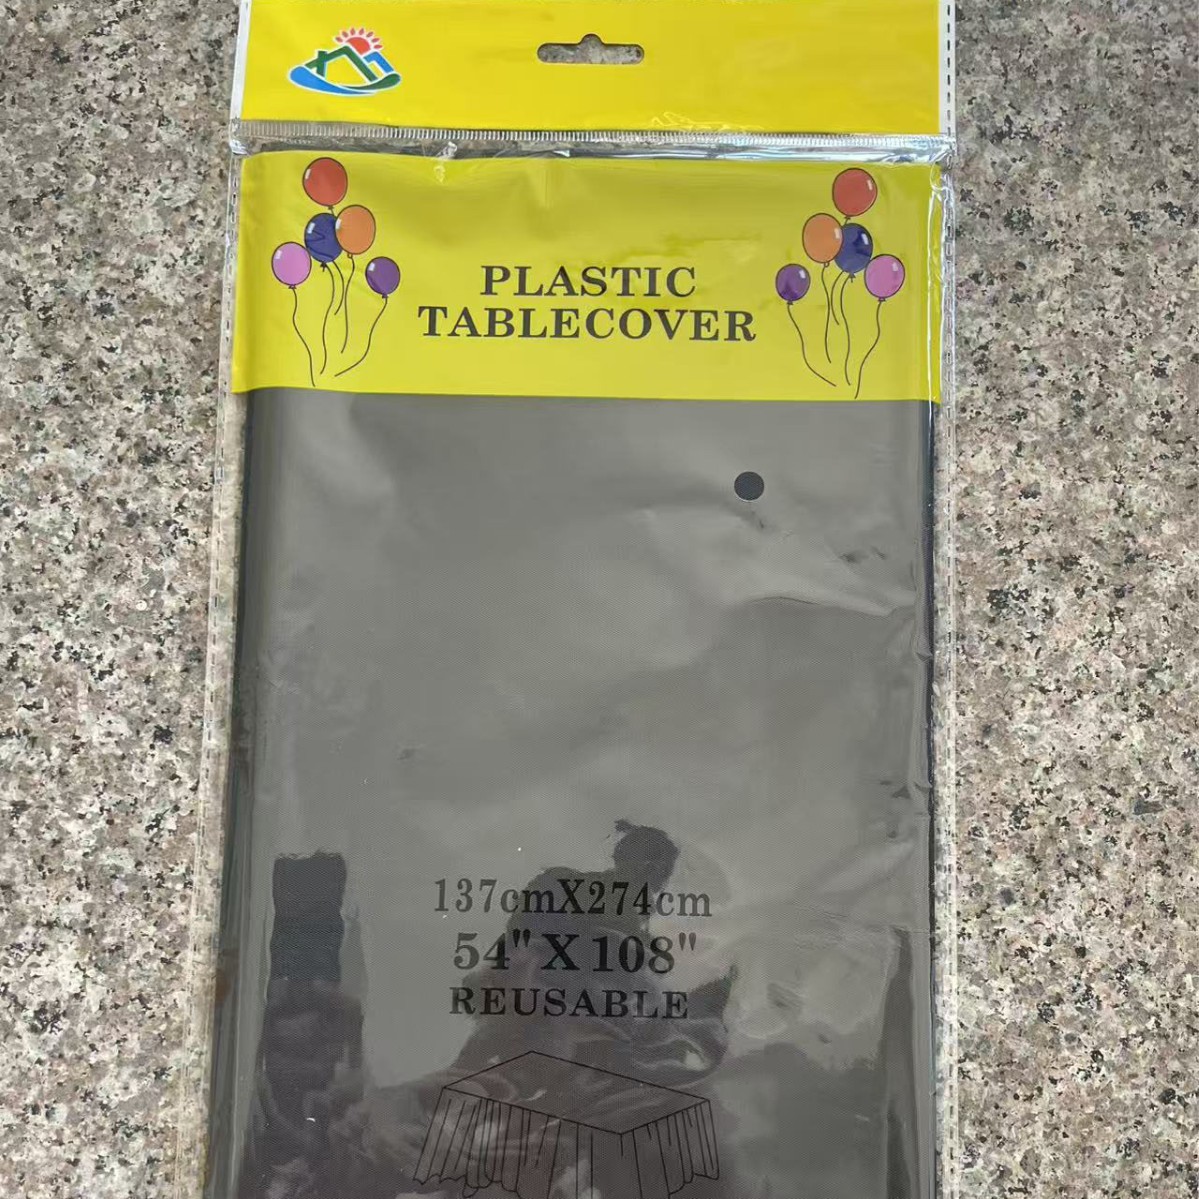 PLASTIC
TABLECOVER
137cmX274cm
54"X108"
REUSABLE